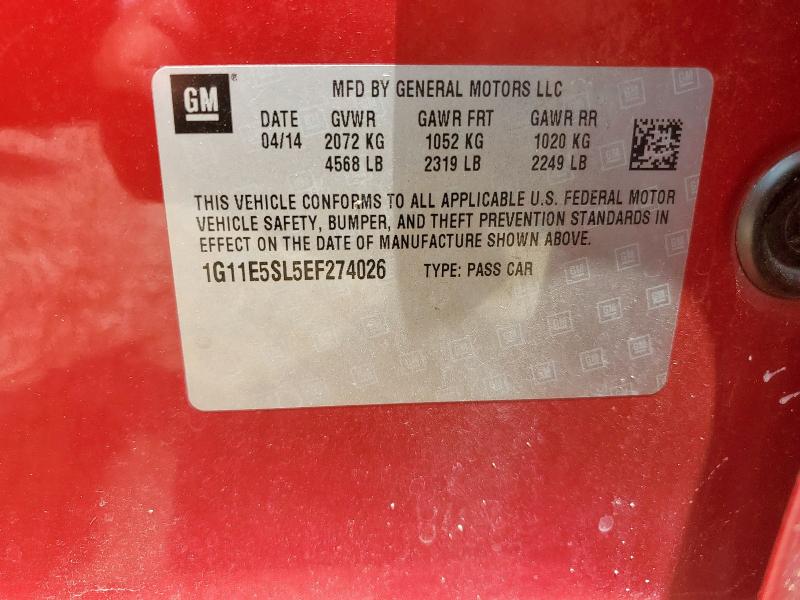 GM ®
MFD BY GENERAL MOTORS LLC
DATE GVWR GAWR FRT GAWR RR
04/14 2072 KG 1052 KG 1020 KG
4568 LB 2319 LB 2249 LB
THIS VEHICLE CONFORMS TO ALL APPLICABLE U.S. FEDERAL MOTOR
VEHICLE SAFETY, BUMPER, AND THEFT PREVENTION STANDARDS IN
EFFECT ON THE DATE OF MANUFACTURE SHOWN ABOVE.
1G11E5SL5EF274026 TYPE: PASS CAR